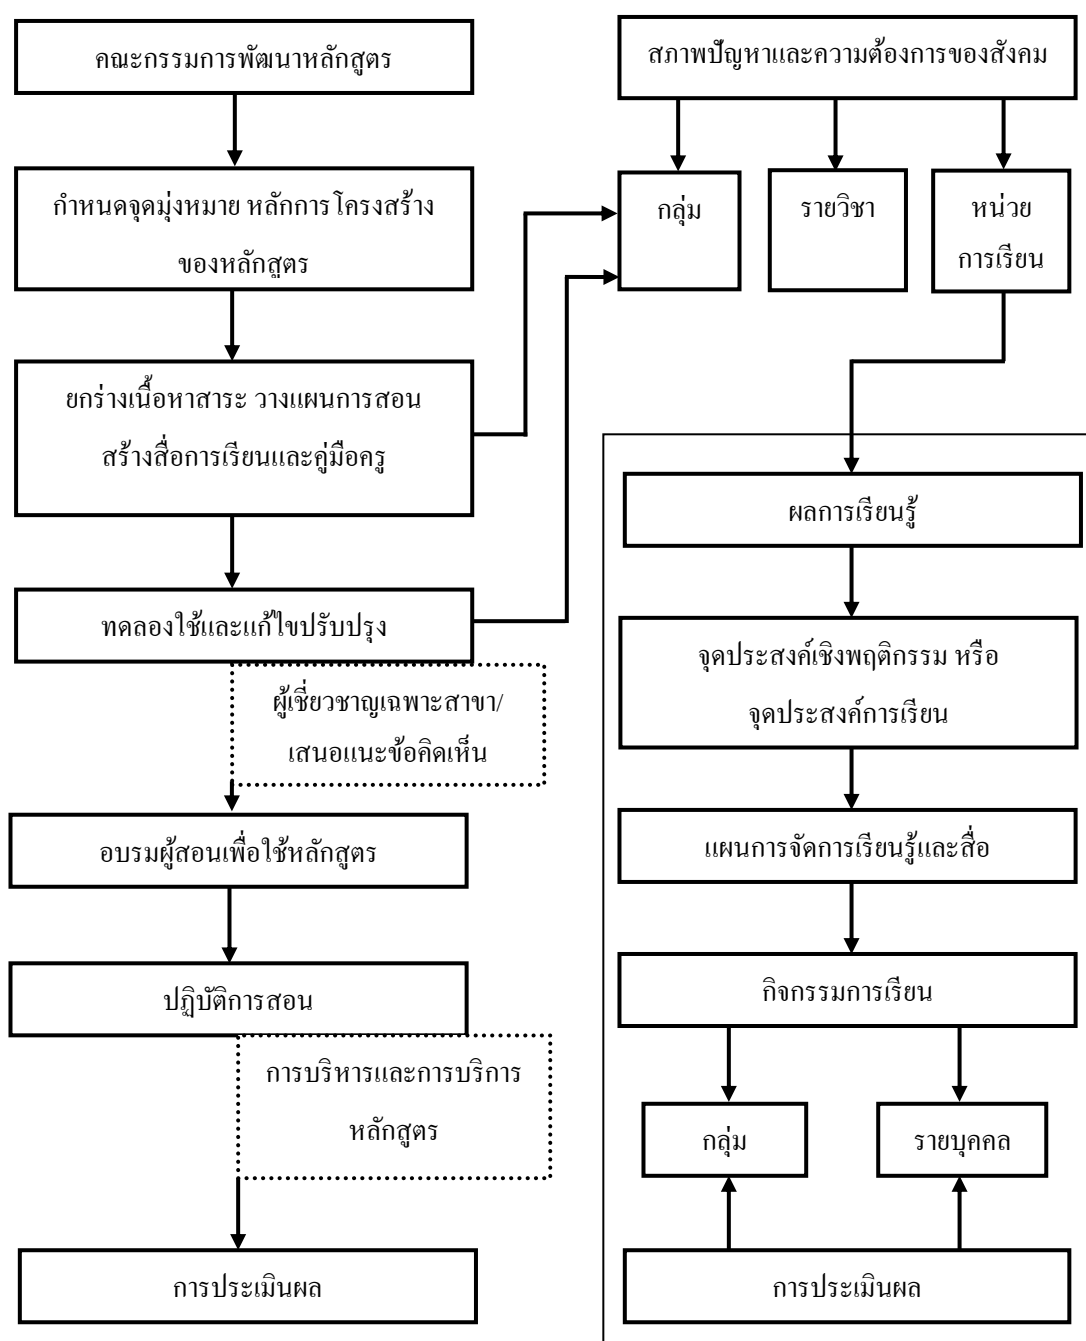 คณะกรรมการพัฒนาหลักสูตร
กำหนดจุดมุ่งหมาย หลักการโครงสร้าง
ของหลักสูตร
ยกร่างเนื้อหาสาระ วางแผนการสอน
สร้างสื่อการเรียนและคู่มือครู
ทดลองใช้และแก้ไขปรับปรุง
ผู้เชี่ยวชาญเฉพาะสาขา/
เสนอแนะข้อคิดเห็น
อบรมผู้สอนเพื่อใช้หลักสูตร
ปฏิบัติการสอน
การบริหารและการบริการ
หลักสูตร
การประเมินผล
สภาพปัญหาและความต้องการของสังคม
กลุ่ม
รายวิชา
หน่วย
การเรียน
ผลการเรียนรู้
จุดประสงค์เชิงพฤติกรรม หรือ
จุดประสงค์การเรียน
แผนการจัดการเรียนรู้และสื่อ
กิจกรรมการเรียน
กลุ่ม
รายบุคคล
การประเมินผล